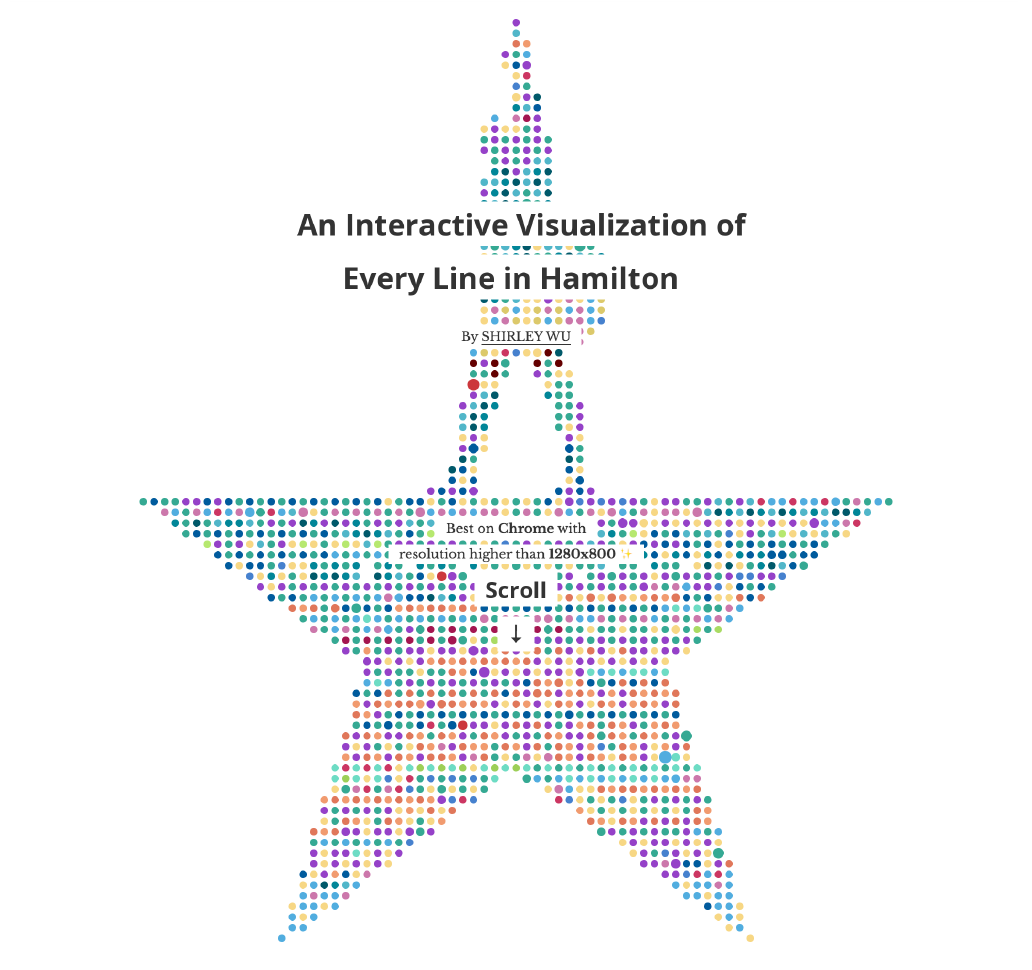 An Interactive Visualization of
Every Line in Hamilton
By SHIRLEY WU
Best on Chrome with
resolution higher than 1280x800 ✨
Scroll
↓